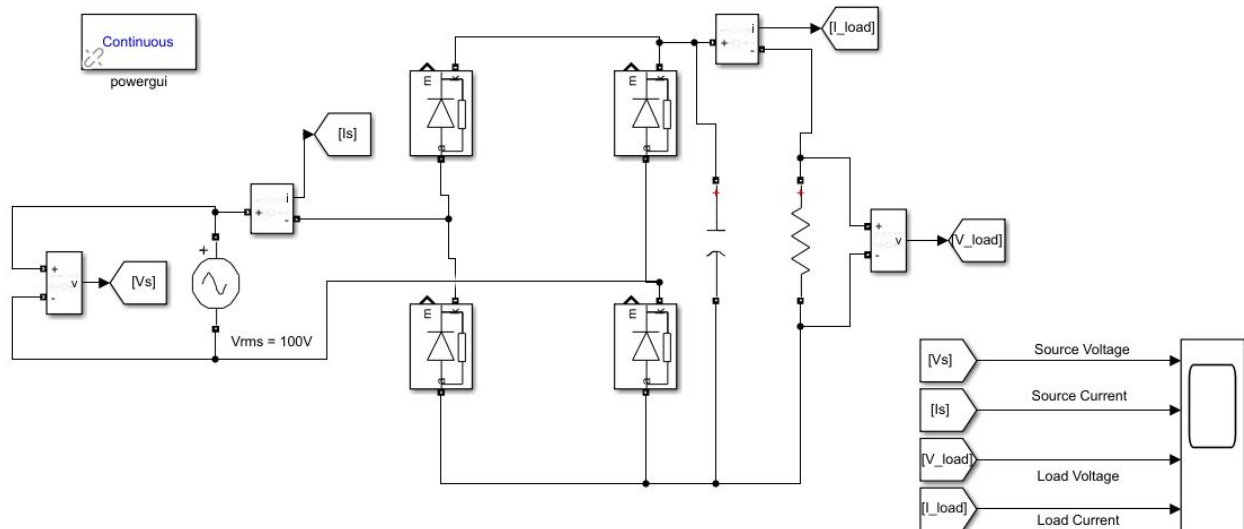 Continuous
powergui
[I_load]
i
+
-
m
k
a
m
k
a
[Is]
i
+
-
+
-
v
[Vs]
+
Vrms = 100V
m
k
a
m
k
a
+
+
+
-
v
[V_load]
[Vs]
Source Voltage
[Is]
Source Current
[V_load]
Load Voltage
[I_load]
Load Current